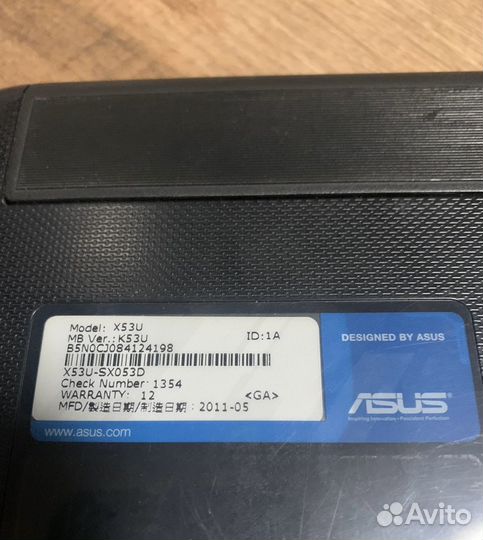 Model: X53U
MB Ver.: K53U ID:1A
B5N0CJ084124198
X53U-SX053D
Check Number: 1354
WARRANTY: 12 <GA>
MFD/製造日期/制造日期：2011-05
www.asus.com
DESIGNED BY ASUS
ASUS
Inspiring Innovation • Persistent Perfection
Avito